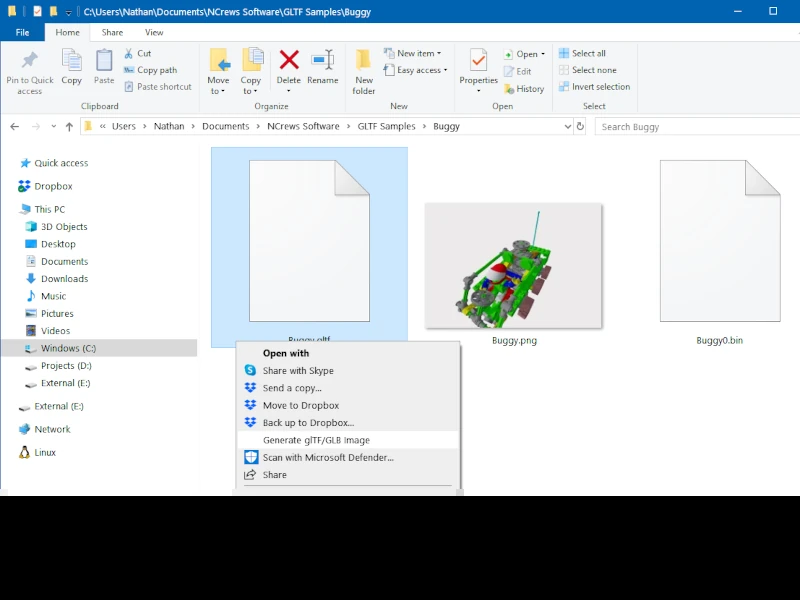 C:\Users\Nathan\Documents\NCrews Software\GLTF Samples\Buggy
File Home Share View
Pin to Quick access
Copy
Paste
Cut
Copy path
Paste shortcut
Clipboard
Move to
Copy to
Delete
Rename
Organize
New folder
New item
Easy access
New
Properties
Open
Edit
History
Open
Select all
Select none
Invert selection
Select
« Users › Nathan › Documents › NCrews Software › GLTF Samples › Buggy
Search Buggy
Quick access
Dropbox
This PC
3D Objects
Desktop
Documents
Downloads
Music
Pictures
Videos
Windows (C:)
Projects (D:)
External (E:)
External (E:)
Network
Linux
Buggy.gltf
Buggy.png
Buggy0.bin
Open with
Share with Skype
Send a copy...
Move to Dropbox
Back up to Dropbox...
Generate glTF/GLB Image
Scan with Microsoft Defender...
Share